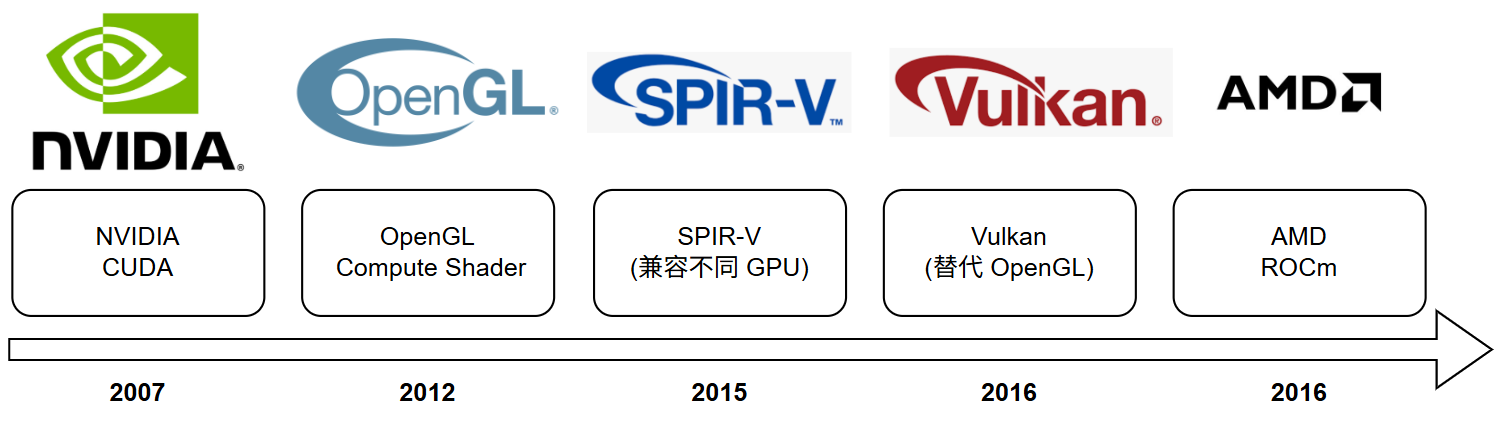 NVIDIA®
OpenGL®
SPIR-V™
Vulkan®
AMD
NVIDIA
CUDA
OpenGL
Compute Shader
SPIR-V
(兼容不同 GPU)
Vulkan
(替代 OpenGL)
AMD
ROCm
2007
2012
2015
2016
2016